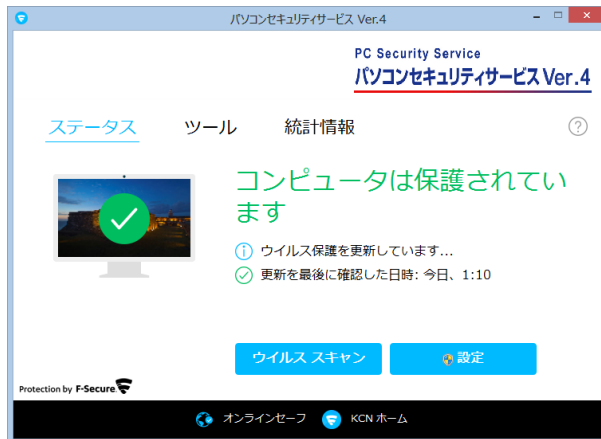 パソコンセキュリティサービス Ver.4
PC Security Service
パソコンセキュリティサービス Ver.4
ステータス ツール 統計情報 ?
コンピュータは保護されてい
ます
ウイルス保護を更新しています...
更新を最後に確認した日時: 今日、1:10
ウイルス スキャン 設定
Protection by F-Secure
オンラインセーフ KCN ホーム